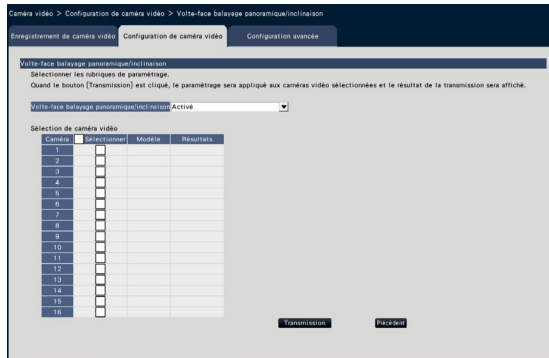 Caméra vidéo > Configuration de caméra vidéo > Volte-face balayage panoramique/inclinaison
Enregistrement de caméra vidéo Configuration de caméra vidéo Configuration avancée
Volte-face balayage panoramique/inclinaison
Sélectionner les rubriques de paramétrage.
Quand le bouton [Transmission] est cliqué, le paramétrage sera appliqué aux caméras vidéo sélectionnées et le résultat de la transmission sera affiché.
Volte-face balayage panoramique/inclinaison Activé
Sélection de caméra vidéo
Caméra Sélectionner Modèle Résultats
1
2
3
4
5
6
7
8
9
10
11
12
13
14
15
16
Transmission Précédent